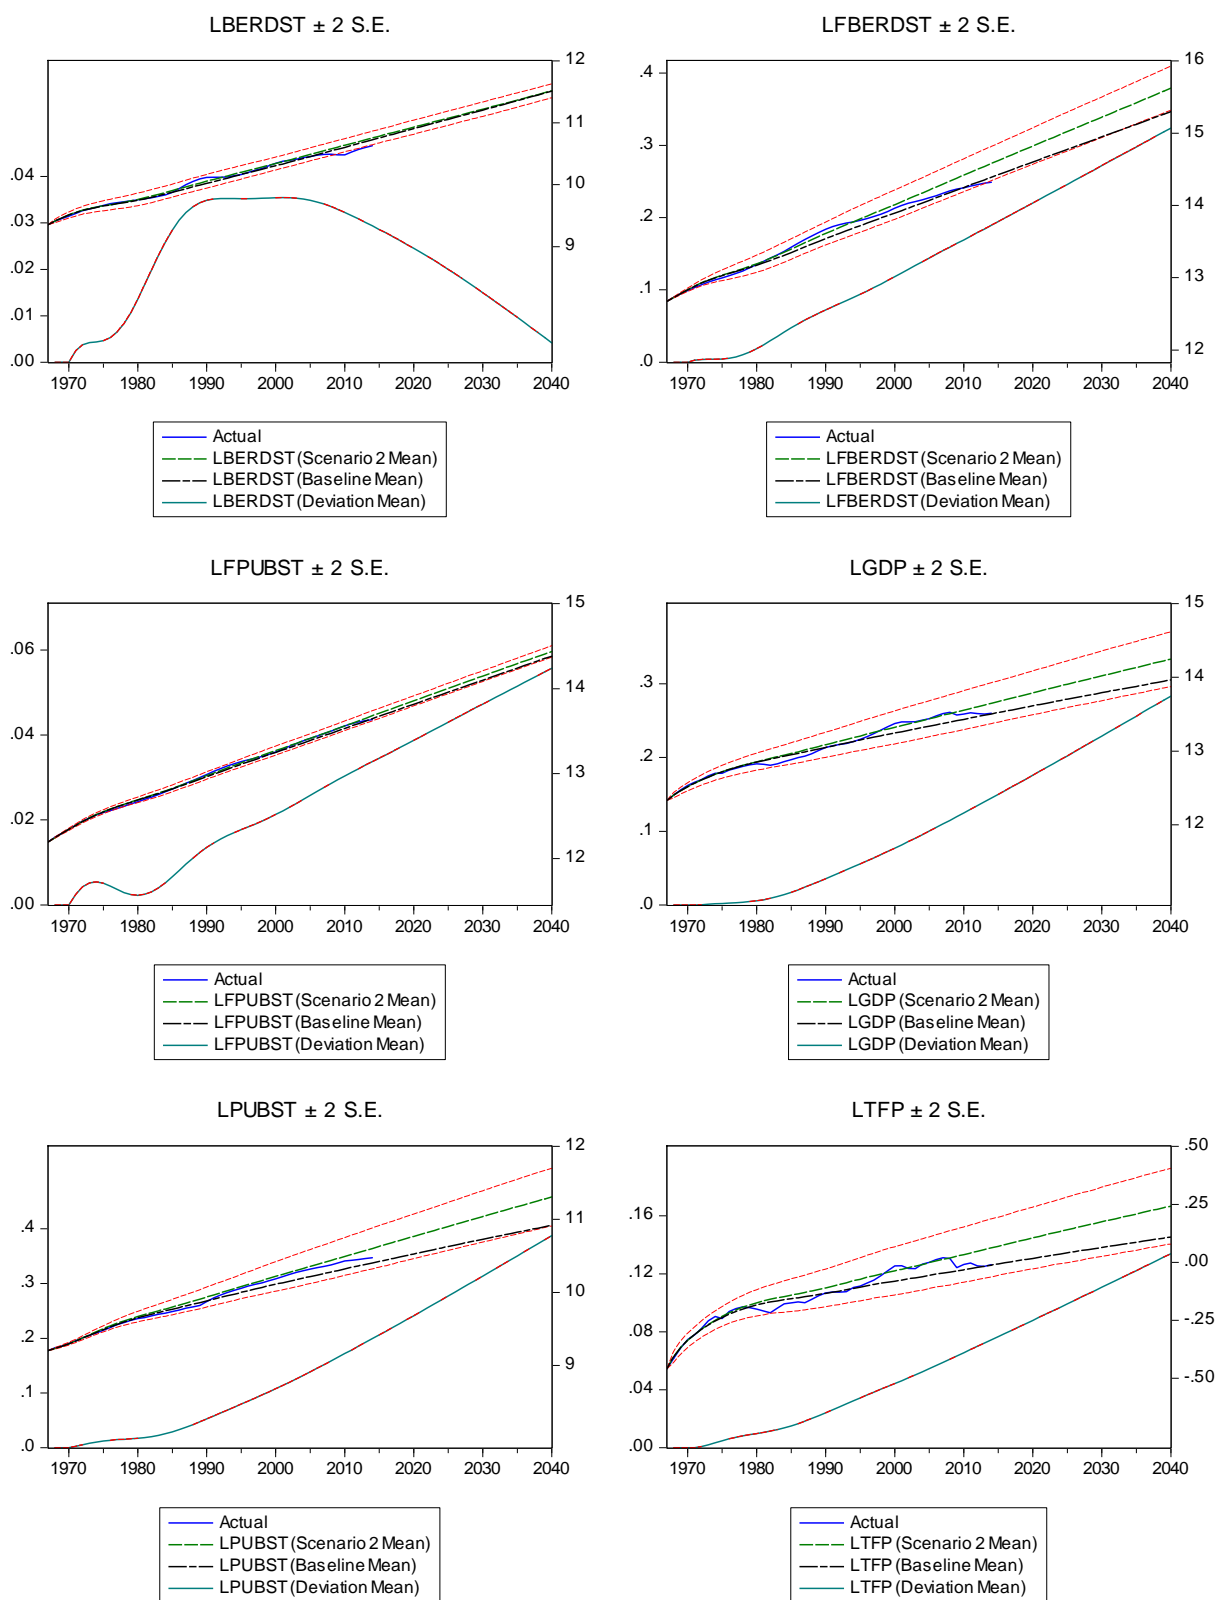 LBERDST ± 2 S.E.
12
11
10
9
.04
.03
.02
.01
.00
1970 1980 1990 2000 2010 2020 2030 2040
Actual
LBERDST (Scenario 2 Mean)
LBERDST (Baseline Mean)
LBERDST (Deviation Mean)
LFBERDST ± 2 S.E.
16
15
14
13
12
.4
.3
.2
.1
.0
1970 1980 1990 2000 2010 2020 2030 2040
Actual
LFBERDST (Scenario 2 Mean)
LFBERDST (Baseline Mean)
LFBERDST (Deviation Mean)
LFPUBST ± 2 S.E.
15
14
13
12
.06
.04
.02
.00
1970 1980 1990 2000 2010 2020 2030 2040
Actual
LFPUBST (Scenario 2 Mean)
LFPUBST (Baseline Mean)
LFPUBST (Deviation Mean)
LGDP ± 2 S.E.
15
14
13
12
.3
.2
.1
.0
1970 1980 1990 2000 2010 2020 2030 2040
Actual
LGDP (Scenario 2 Mean)
LGDP (Baseline Mean)
LGDP (Deviation Mean)
LPUBST ± 2 S.E.
12
11
10
9
.4
.3
.2
.1
.0
1970 1980 1990 2000 2010 2020 2030 2040
Actual
LPUBST (Scenario 2 Mean)
LPUBST (Baseline Mean)
LPUBST (Deviation Mean)
LTFP ± 2 S.E.
.50
.25
.00
-.25
-.50
.16
.12
.08
.04
.00
1970 1980 1990 2000 2010 2020 2030 2040
Actual
LTFP (Scenario 2 Mean)
LTFP (Baseline Mean)
LTFP (Deviation Mean)